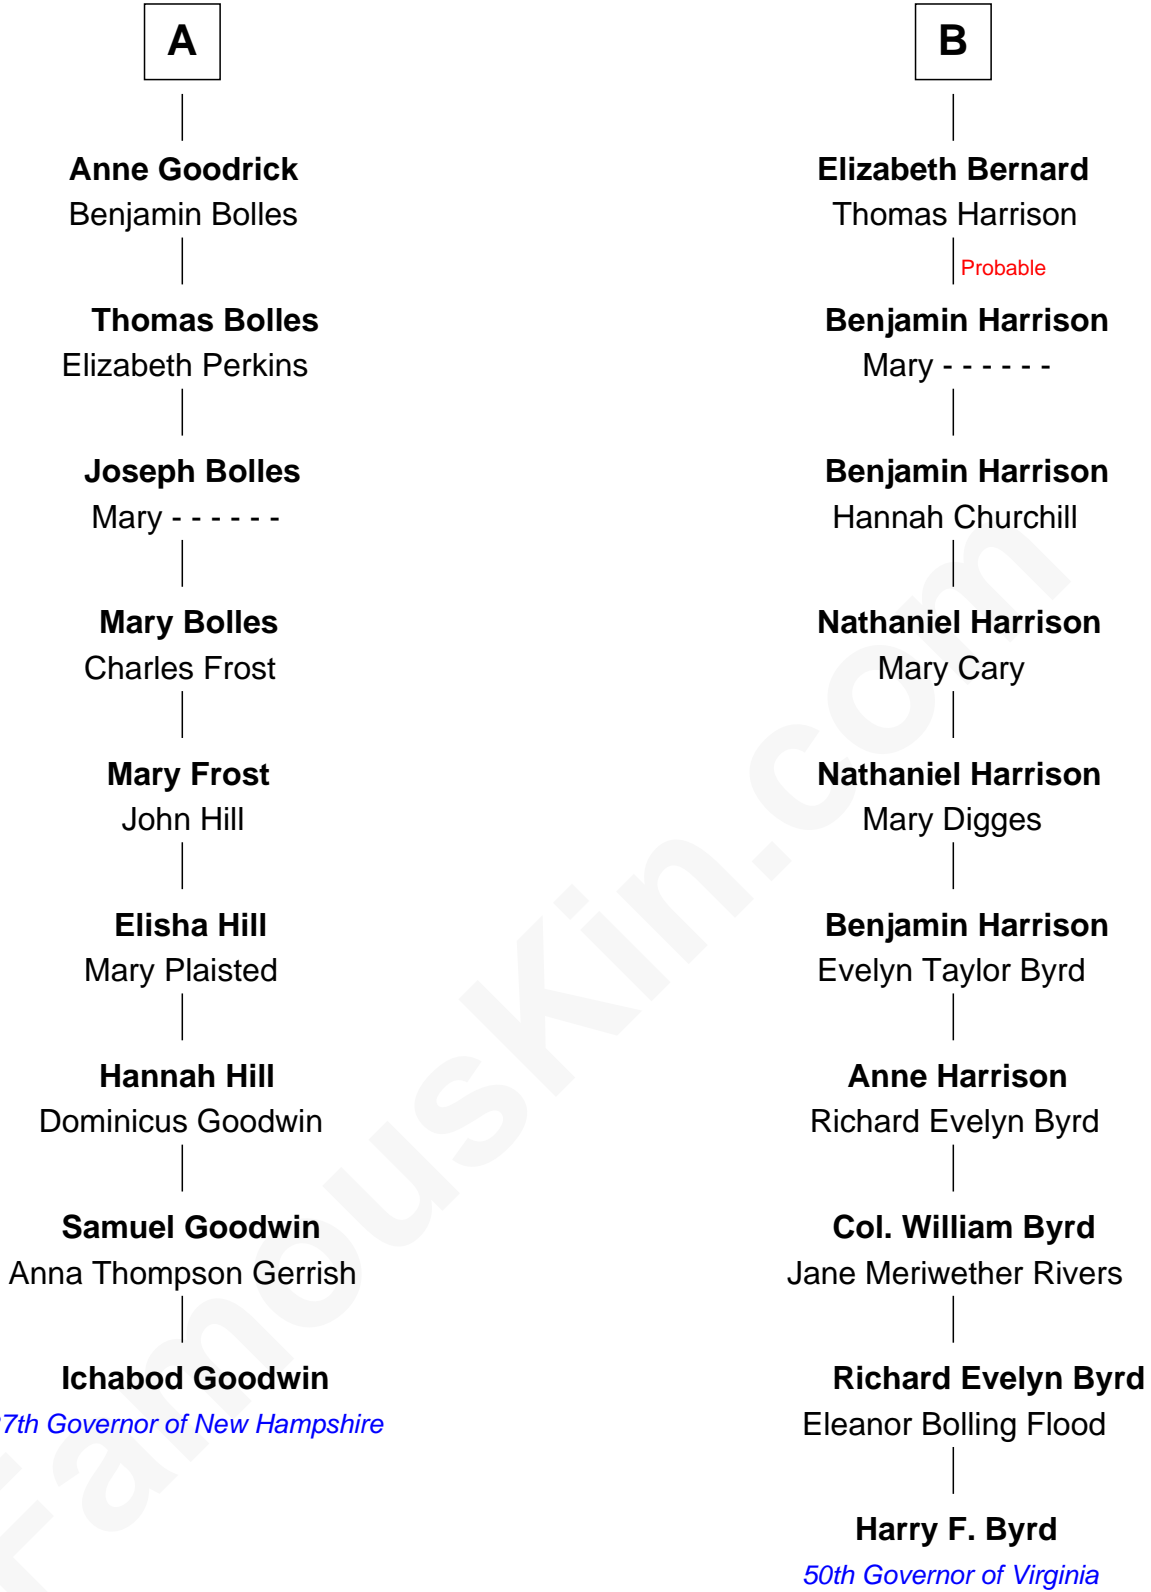 A
Anne Goodrick
Benjamin Bolles
Thomas Bolles
Elizabeth Perkins
Joseph Bolles
Mary - - - - - -
Mary Bolles
Charles Frost
Mary Frost
John Hill
Elisha Hill
Mary Plaisted
Hannah Hill
Dominicus Goodwin
Samuel Goodwin
Anna Thompson Gerrish
Ichabod Goodwin
7th Governor of New Hampshire
B
Elizabeth Bernard
Thomas Harrison
Probable
Benjamin Harrison
Mary - - - - - -
Benjamin Harrison
Hannah Churchill
Nathaniel Harrison
Mary Cary
Nathaniel Harrison
Mary Digges
Benjamin Harrison
Evelyn Taylor Byrd
Anne Harrison
Richard Evelyn Byrd
Col. William Byrd
Jane Meriwether Rivers
Richard Evelyn Byrd
Eleanor Bolling Flood
Harry F. Byrd
50th Governor of Virginia
FamousKin.com